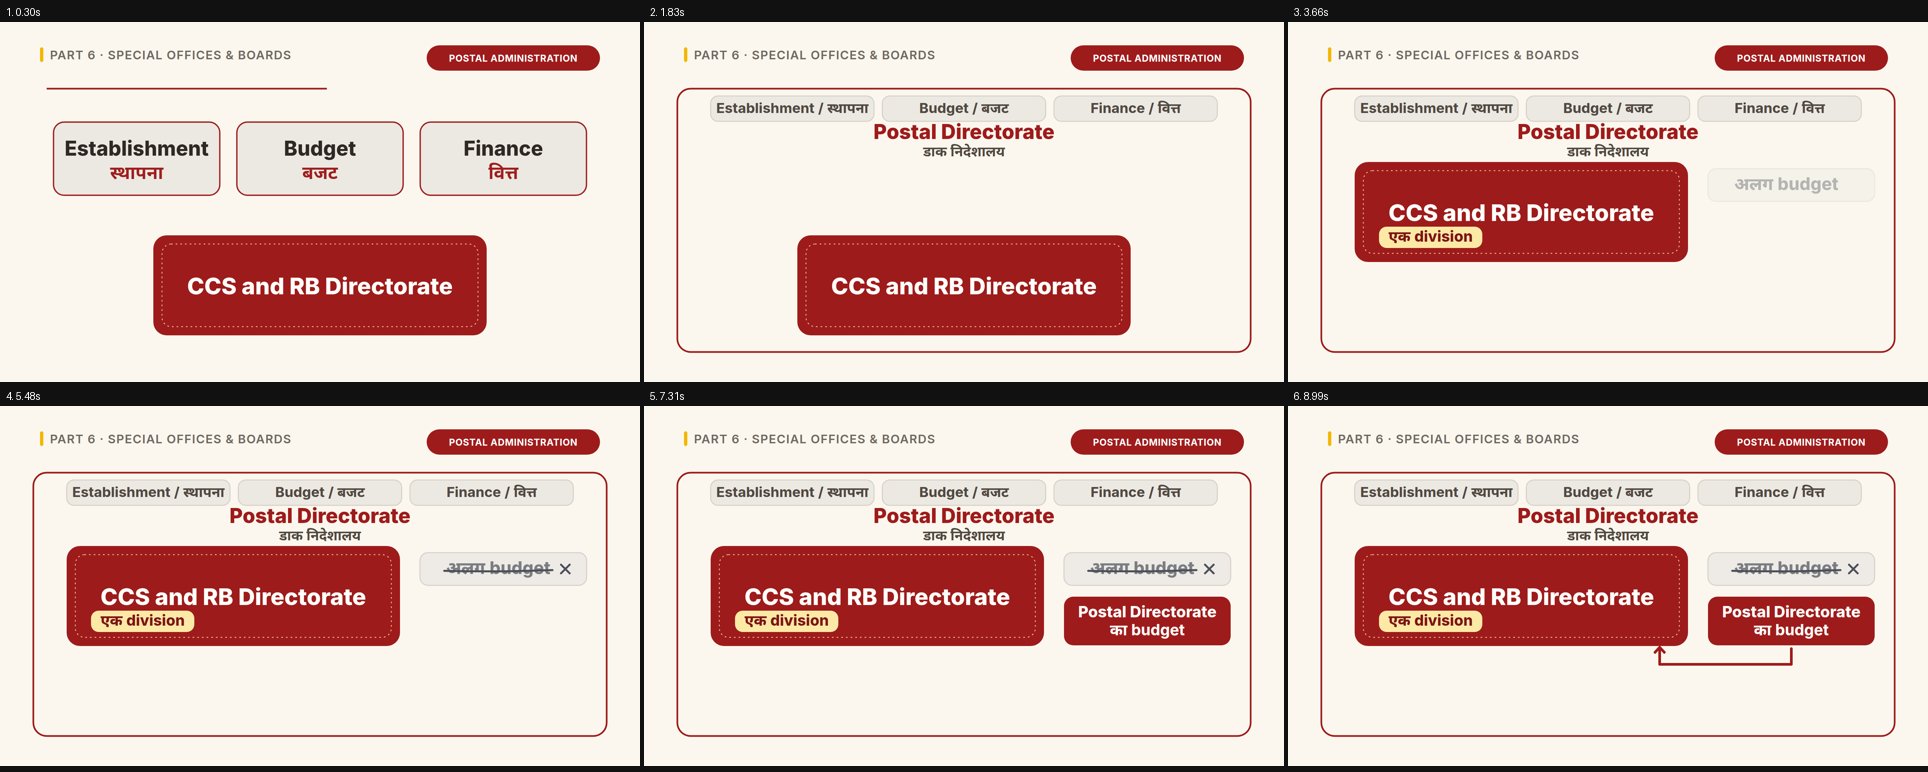 1. 0.30s
PART 6 · SPECIAL OFFICES & BOARDS
POSTAL ADMINISTRATION
Establishment
स्थापना
Budget
बजट
Finance
वित्त
CCS and RB Directorate
2. 1.83s
PART 6 · SPECIAL OFFICES & BOARDS
POSTAL ADMINISTRATION
Establishment / स्थापना
Budget / बजट
Finance / वित्त
Postal Directorate
डाक निदेशालय
CCS and RB Directorate
3. 3.66s
PART 6 · SPECIAL OFFICES & BOARDS
POSTAL ADMINISTRATION
Establishment / स्थापना
Budget / बजट
Finance / वित्त
Postal Directorate
डाक निदेशालय
CCS and RB Directorate
एक division
अलग budget
4. 5.48s
PART 6 · SPECIAL OFFICES & BOARDS
POSTAL ADMINISTRATION
Establishment / स्थापना
Budget / बजट
Finance / वित्त
Postal Directorate
डाक निदेशालय
CCS and RB Directorate
एक division
अलग budget ✕
5. 7.31s
PART 6 · SPECIAL OFFICES & BOARDS
POSTAL ADMINISTRATION
Establishment / स्थापना
Budget / बजट
Finance / वित्त
Postal Directorate
डाक निदेशालय
CCS and RB Directorate
एक division
अलग budget ✕
Postal Directorate
का budget
6. 8.99s
PART 6 · SPECIAL OFFICES & BOARDS
POSTAL ADMINISTRATION
Establishment / स्थापना
Budget / बजट
Finance / वित्त
Postal Directorate
डाक निदेशालय
CCS and RB Directorate
एक division
अलग budget ✕
Postal Directorate
का budget